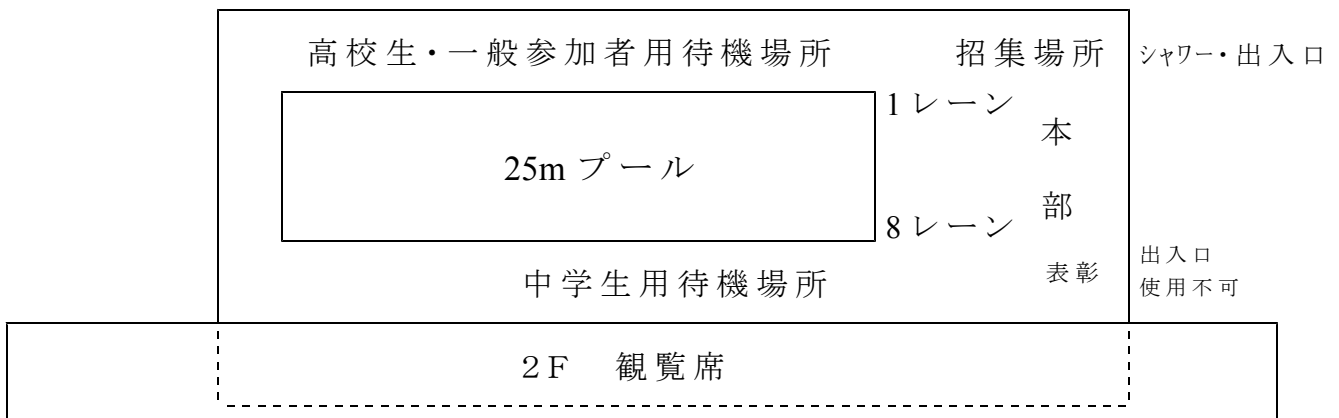 高校生・一般参加者用待機場所 招集場所 シャワー・出入口
1レーン
本
25mプール
部
8レーン
出入口
表彰
中学生用待機場所
使用不可
2F 観覧席